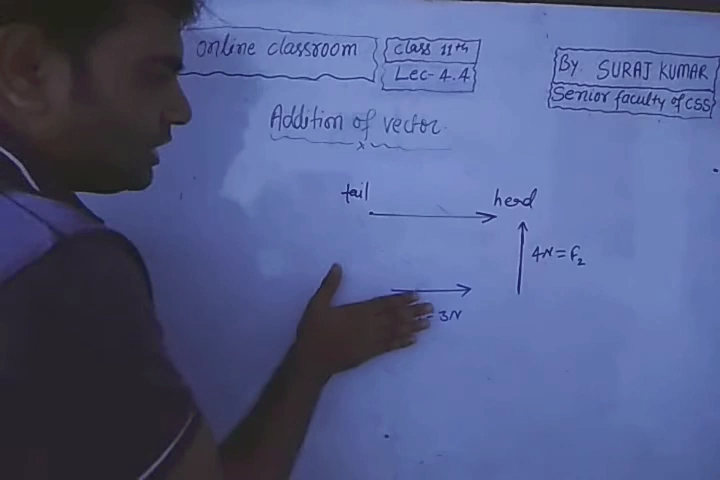 online classroom
class 11th
Lec-4.4
By SURAJ KUMAR
Senior faculty of CSS
Addition of vector
tail
head
4N = F2
= 3N